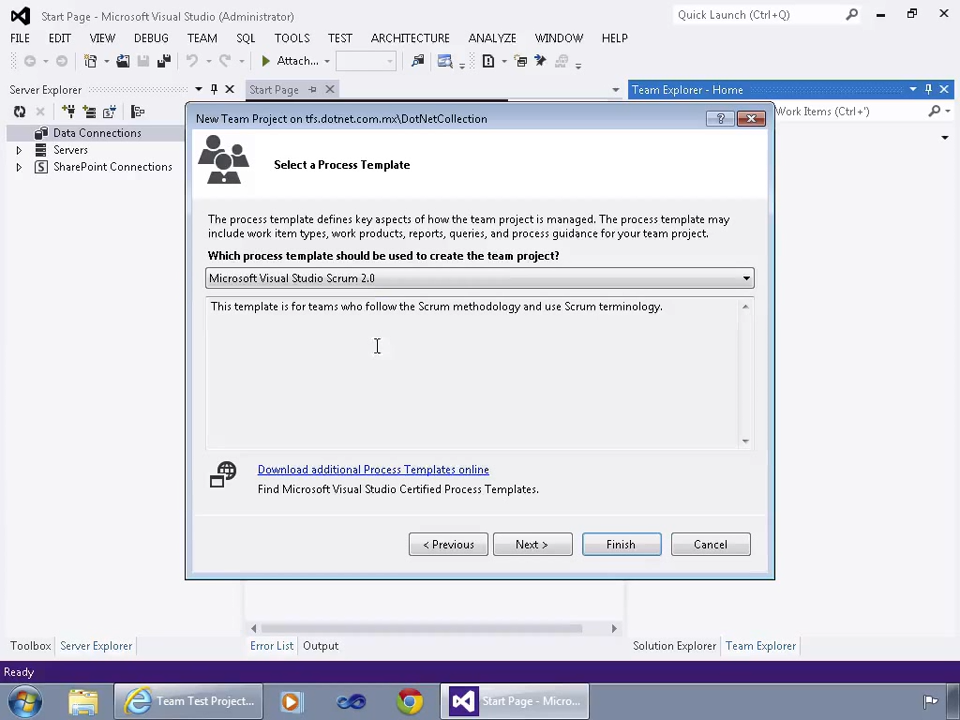 Start Page - Microsoft Visual Studio (Administrator)
Quick Launch (Ctrl+Q)
FILE EDIT VIEW DEBUG TEAM SQL TOOLS TEST ARCHITECTURE ANALYZE WINDOW HELP
Attach...
Server Explorer
Start Page
Team Explorer - Home
Work Items (Ctrl+')
Data Connections
Servers
SharePoint Connections
New Team Project on tfs.dotnet.com.mx\DotNetCollection
Select a Process Template
The process template defines key aspects of how the team project is managed. The process template may
include work item types, work products, reports, queries, and process guidance for your team project.
Which process template should be used to create the team project?
Microsoft Visual Studio Scrum 2.0
This template is for teams who follow the Scrum methodology and use Scrum terminology.
Download additional Process Templates online
Find Microsoft Visual Studio Certified Process Templates.
< Previous
Next >
Finish
Cancel
Toolbox
Server Explorer
Error List
Output
Solution Explorer
Team Explorer
Ready
Team Test Project...
Start Page - Micro...